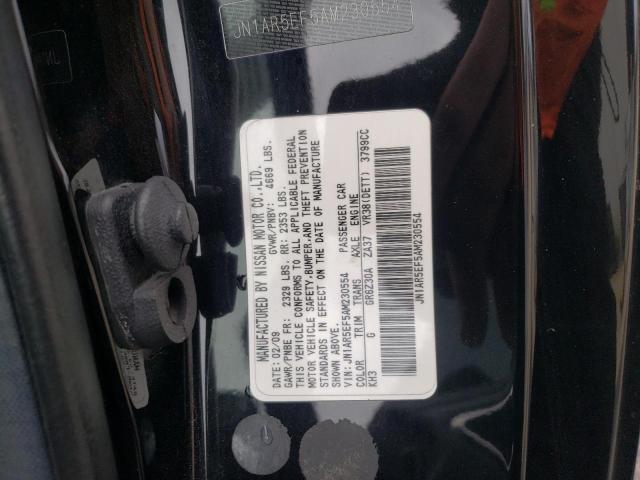 JN1AR5EF5AM230554
MANUFACTURED BY NISSAN MOTOR CO.,LTD.
DATE: 02/09 GVWR/PNBV: 4669 LBS.
GAWR/PNBE FR: 2329 LBS. RR: 2353 LBS.
THIS VEHICLE CONFORMS TO ALL APPLICABLE FEDERAL
MOTOR VEHICLE SAFETY,BUMPER,AND THEFT PREVENTION
STANDARDS IN EFFECT ON THE DATE OF MANUFACTURE
SHOWN ABOVE.
VIN: JN1AR5EF5AM230554 PASSENGER CAR
COLOR TRIM TRANS AXLE ENGINE
KH3 G GR6Z30A ZA37 VR38(DETT) 3799CC
JN1AR5EF5AM230554